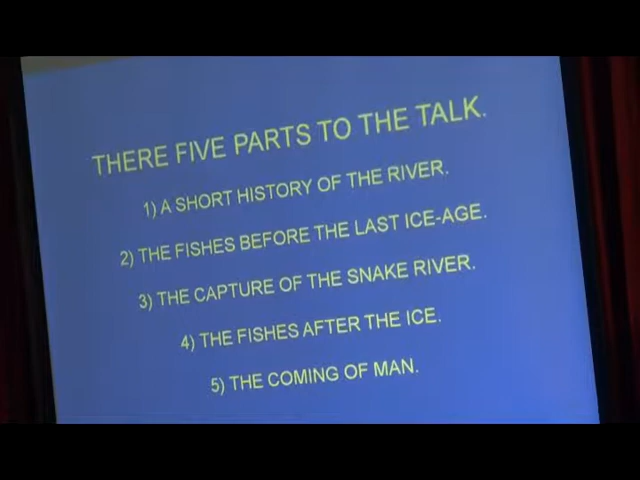 THERE FIVE PARTS TO THE TALK.
1) A SHORT HISTORY OF THE RIVER.
2) THE FISHES BEFORE THE LAST ICE-AGE.
3) THE CAPTURE OF THE SNAKE RIVER.
4) THE FISHES AFTER THE ICE.
5) THE COMING OF MAN.